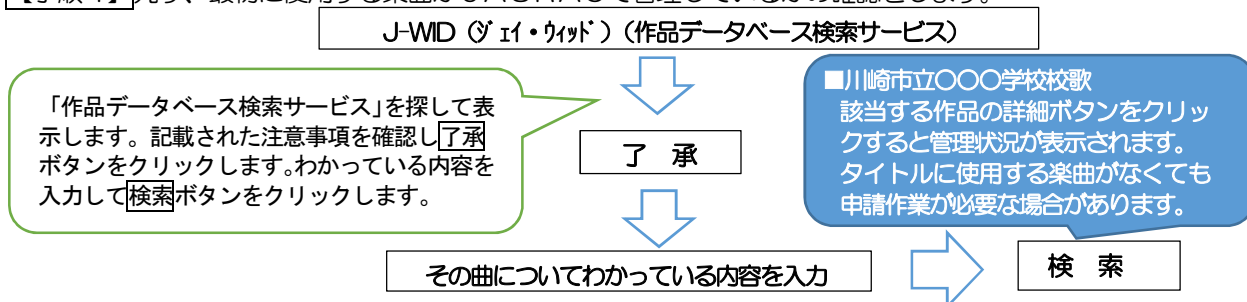 J-WID（ｼﾞｪｲ・ｳｨｯﾄﾞ）（作品データベース検索サービス）
「作品データベース検索サービス」を探して表
示します。記載された注意事項を確認し了承
ボタンをクリックします。わかっている内容を
入力して検索ボタンをクリックします。
■川崎市立〇〇〇学校校歌
該当する作品の詳細ボタンをクリッ
クすると管理状況が表示されます。
タイトルに使用する楽曲がなくても
申請作業が必要な場合があります。
了　承
その曲についてわかっている内容を入力
検　索